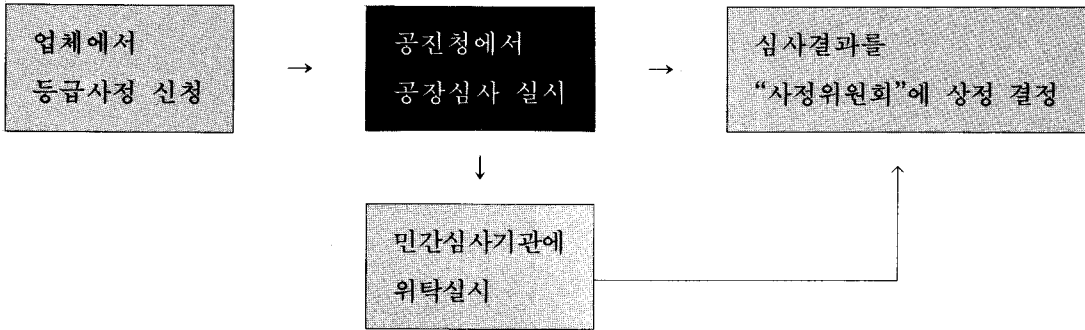 업체에서
등급사정 신청
→
공진청에서
공장심사 실시
→
심사결과를
“사정위원회”에 상정 결정
↓
민간심사기관에
위탁실시